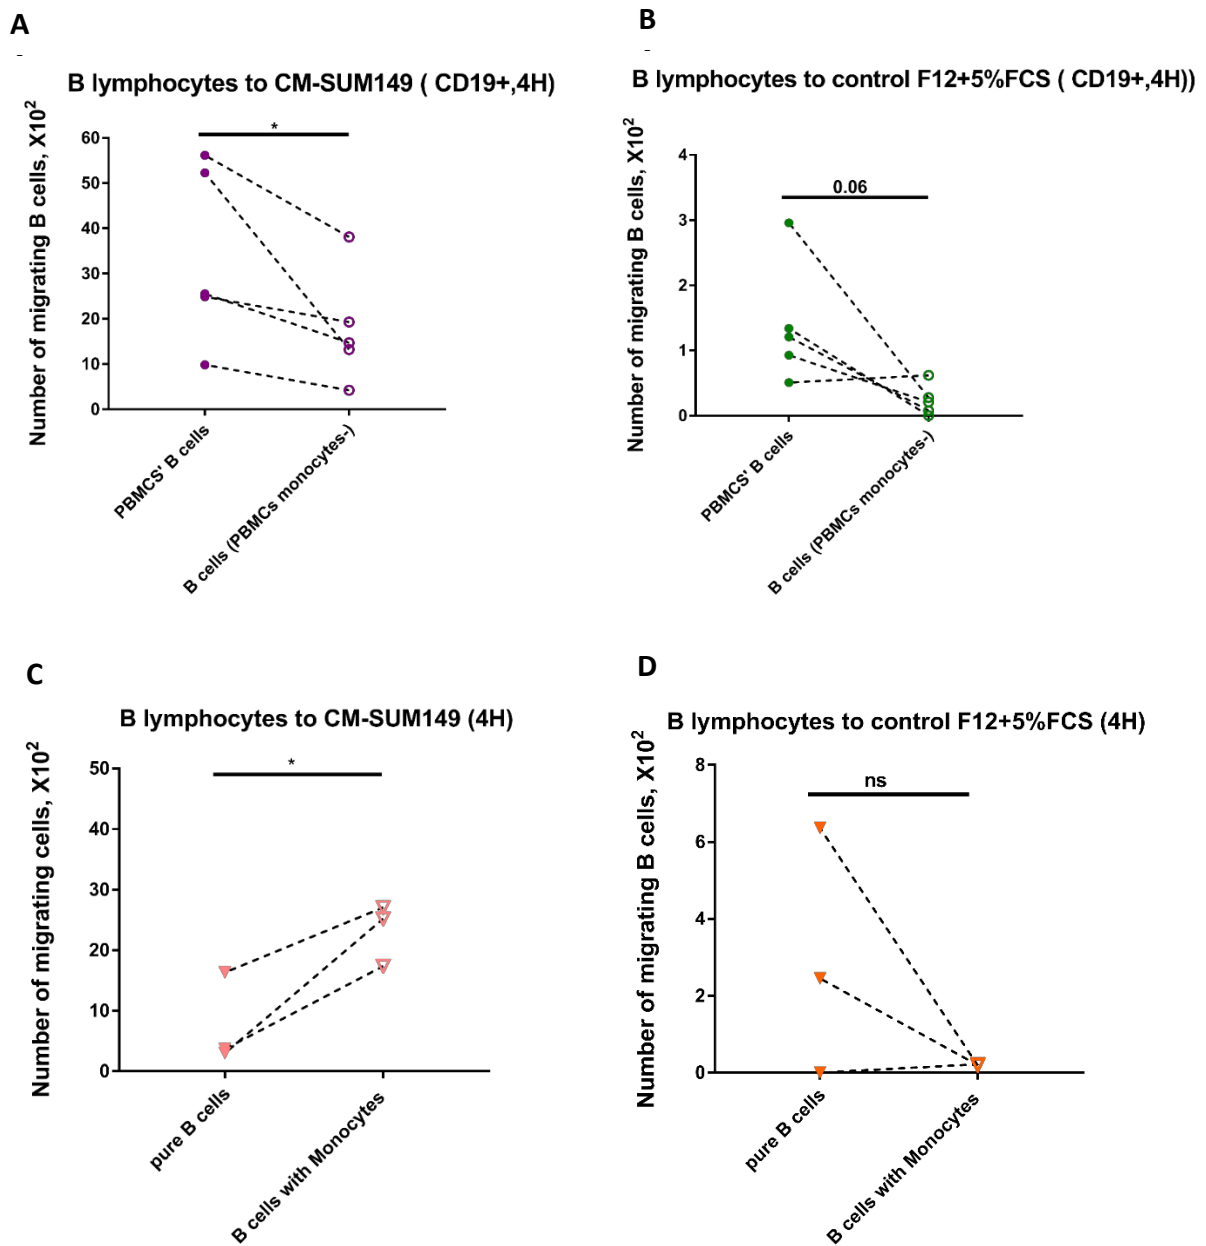 A
B lymphocytes to CM-SUM149 ( CD19+,4H)
Number of migrating B cells, X10²
60
50
40
30
20
10
0
*
PBMCS' B cells
B cells (PBMCs monocytes-)
B
B lymphocytes to control F12+5%FCS ( CD19+,4H))
Number of migrating B cells, X10²
4
3
2
1
0
0.06
PBMCS' B cells
B cells (PBMCs monocytes-)
C
B lymphocytes to CM-SUM149 (4H)
Number of migrating cells, X10²
50
40
30
20
10
0
*
pure B cells
B cells with Monocytes
D
B lymphocytes to control F12+5%FCS (4H)
Number of migrating B cells, X10²
8
6
4
2
0
ns
pure B cells
B cells with Monocytes